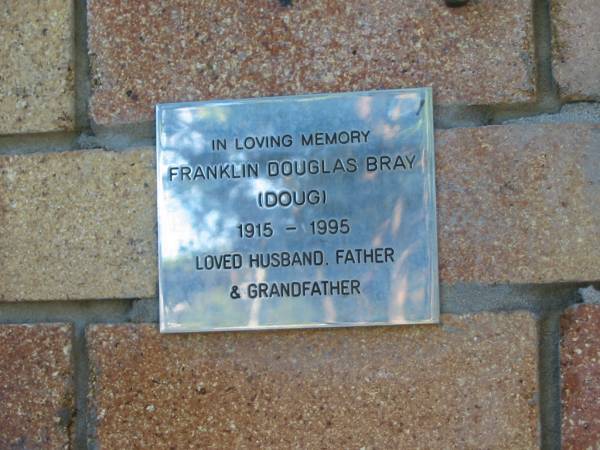 IN LOVING MEMORY
FRANKLIN DOUGLAS BRAY
(DOUG)
1915 - 1995
LOVED HUSBAND, FATHER
& GRANDFATHER